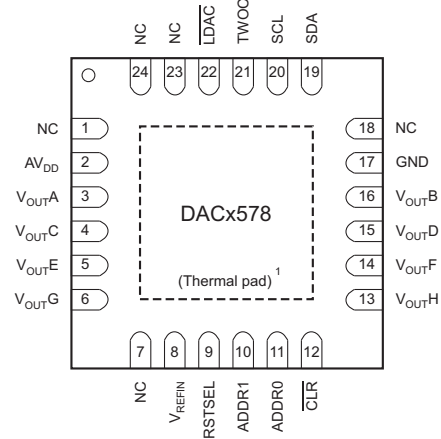 NC
NC
LDAC
TWOC
SCL
SDA
24
23
22
21
20
19
NC 1
18 NC
AVDD 2
17 GND
VOUTA 3
16 VOUTB
DACx578
VOUTC 4
15 VOUTD
VOUTE 5
14 VOUTF
(Thermal pad) 1
VOUTG 6
13 VOUTH
7
8
9
10
11
12
NC
VREFIN
RSTSEL
ADDR1
ADDR0
CLR